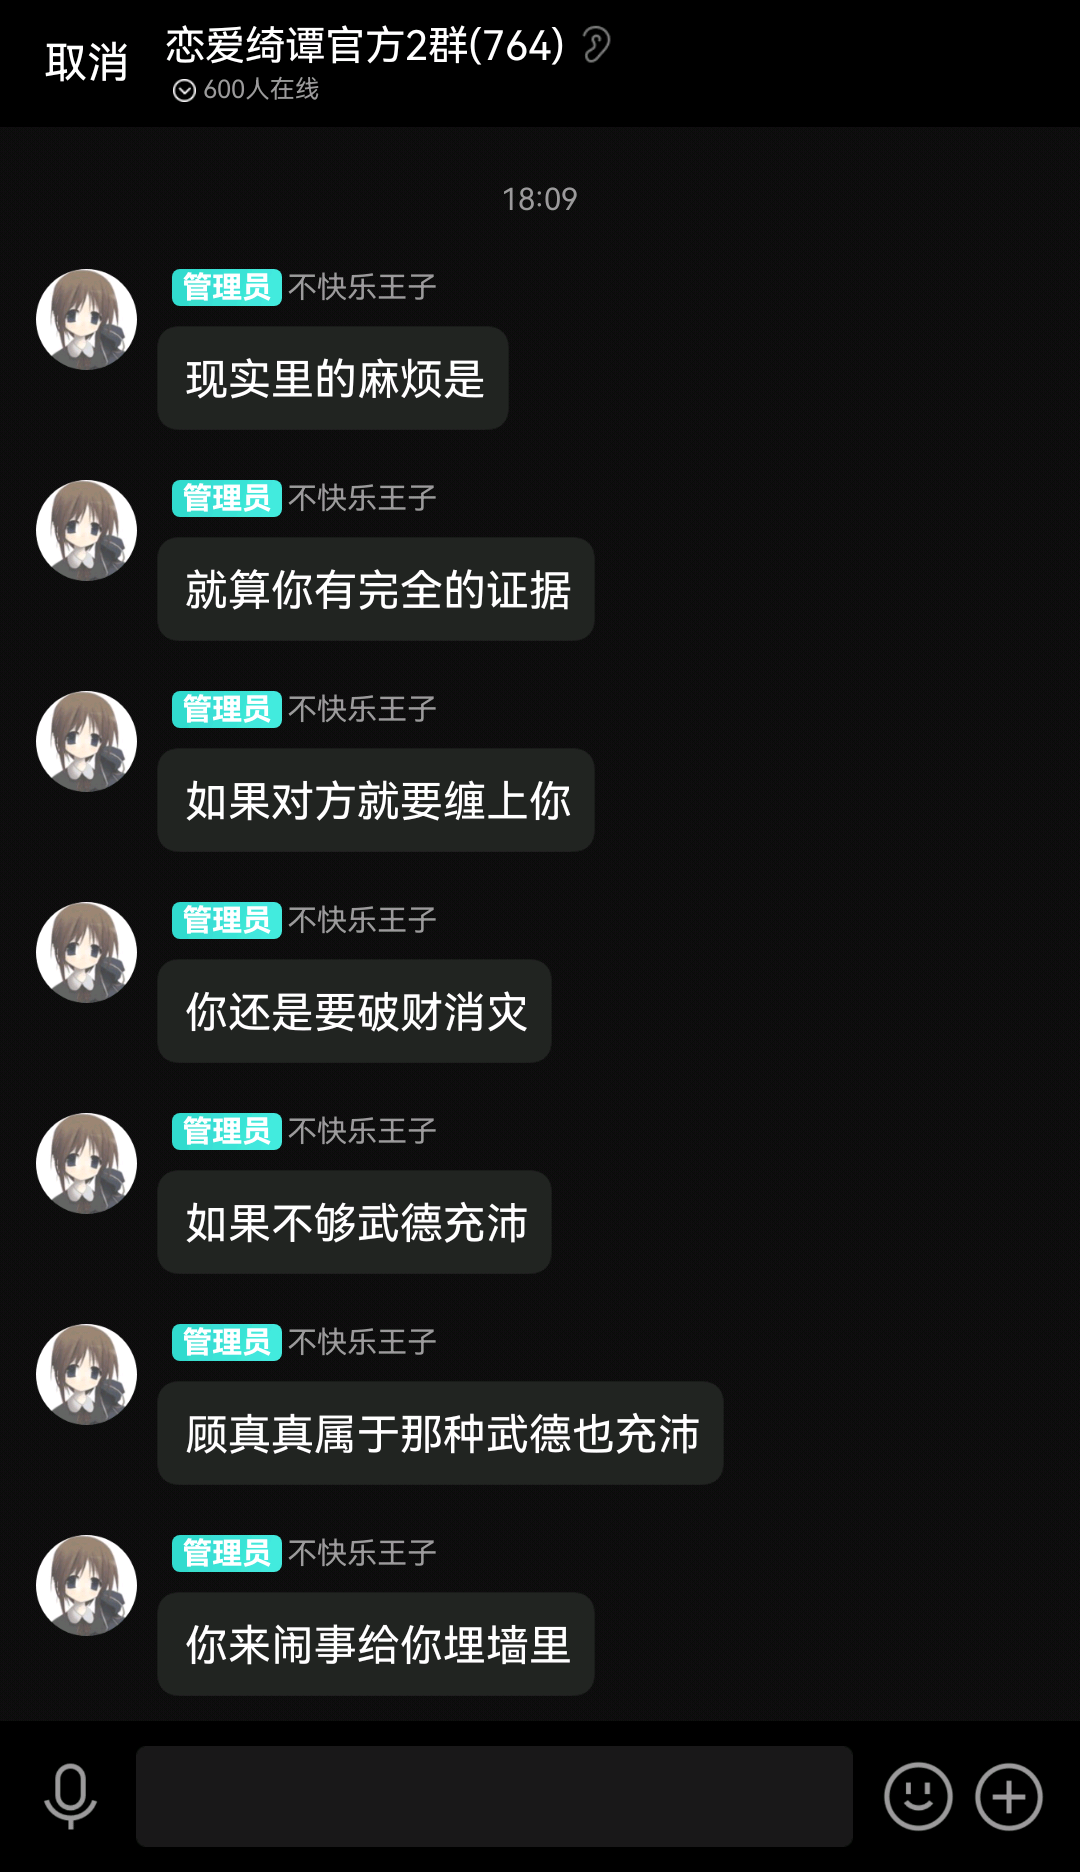 取消
恋爱绮谭官方2群(764)
600人在线
18:09
管理员 不快乐王子
现实里的麻烦是
管理员 不快乐王子
就算你有完全的证据
管理员 不快乐王子
如果对方就要缠上你
管理员 不快乐王子
你还是要破财消灾
管理员 不快乐王子
如果不够武德充沛
管理员 不快乐王子
顾真真属于那种武德也充沛
管理员 不快乐王子
你来闹事给你埋墙里